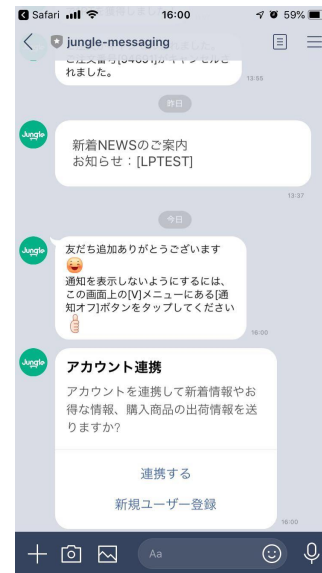 Safari
16:00
59%
jungle-messaging
れました。
13:55
昨日
Jungle
新着NEWSのご案内
お知らせ：[LPTEST]
13:37
今日
Jungle
友だち追加ありがとうございます
通知を表示しないようにするには、
この画面上の[V]メニューにある[通
知オフ]ボタンをタップしてください
16:00
Jungle
アカウント連携
アカウントを連携して新着情報やお
得な情報、購入商品の出荷情報を送
りますか?
連携する
新規ユーザー登録
16:00
Aa